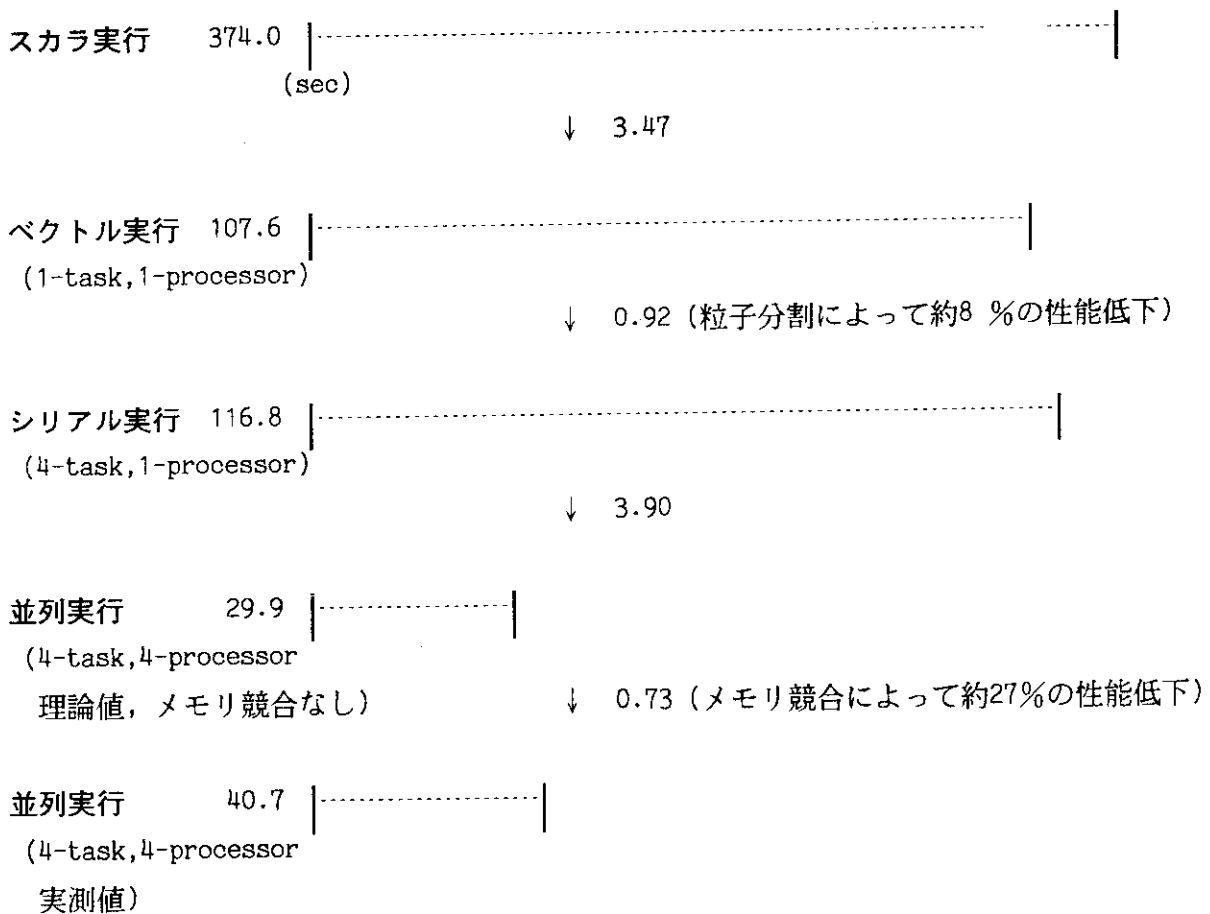 スカラ実行 374.0
(sec)
↓ 3.47
ベクトル実行 107.6
(1-task,1-processor)
↓ 0.92 (粒子分割によって約8 %の性能低下)
シリアル実行 116.8
(4-task,1-processor)
↓ 3.90
並列実行 29.9
(4-task,4-processor
理論値,メモリ競合なし)
↓ 0.73 (メモリ競合によって約27%の性能低下)
並列実行 40.7
(4-task,4-processor
実測値)